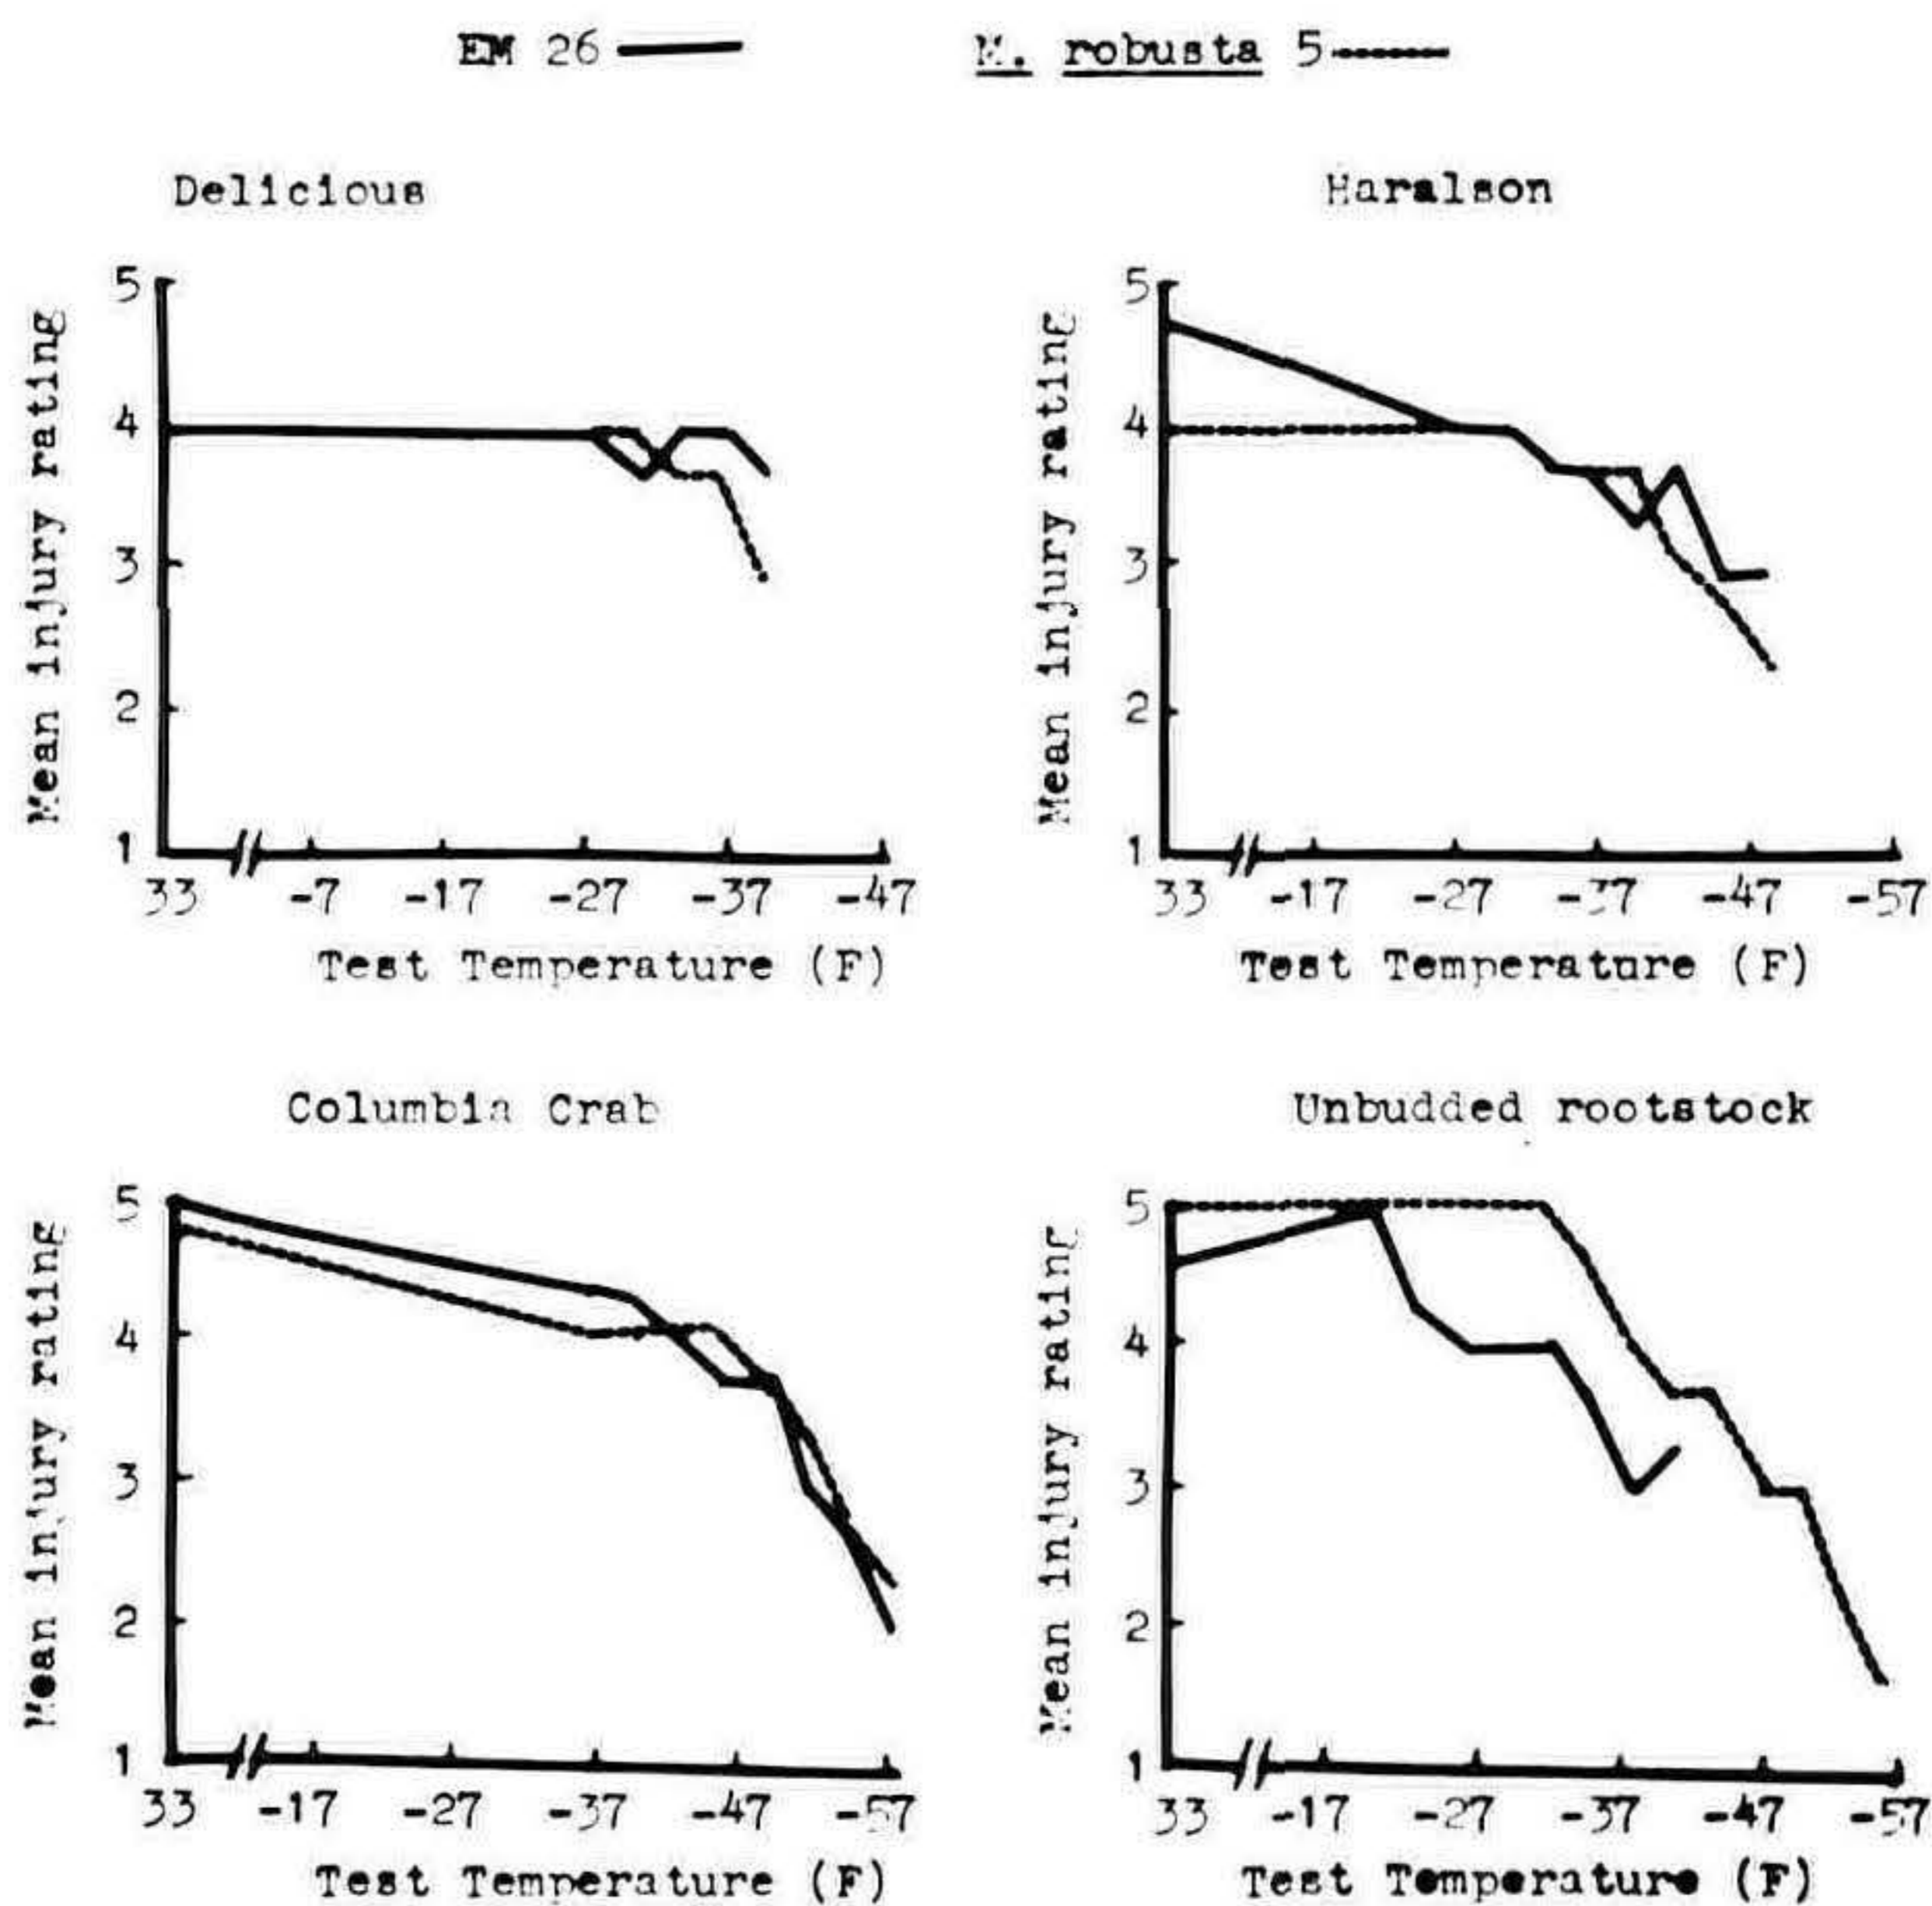 EM 26 M. robusta 5
Delicious
Mean injury rating
5
4
3
2
1
33 -7 -17 -27 -37 -47
Test Temperature (F)
Haralson
Mean injury rating
5
4
3
2
1
33 -17 -27 -37 -47 -57
Test Temperature (F)
Columbia Crab
Mean injury rating
5
4
3
2
1
33 -17 -27 -37 -47 -57
Test Temperature (F)
Unbudded rootstock
Mean injury rating
5
4
3
2
1
33 -17 -27 -37 -47 -57
Test Temperature (F)